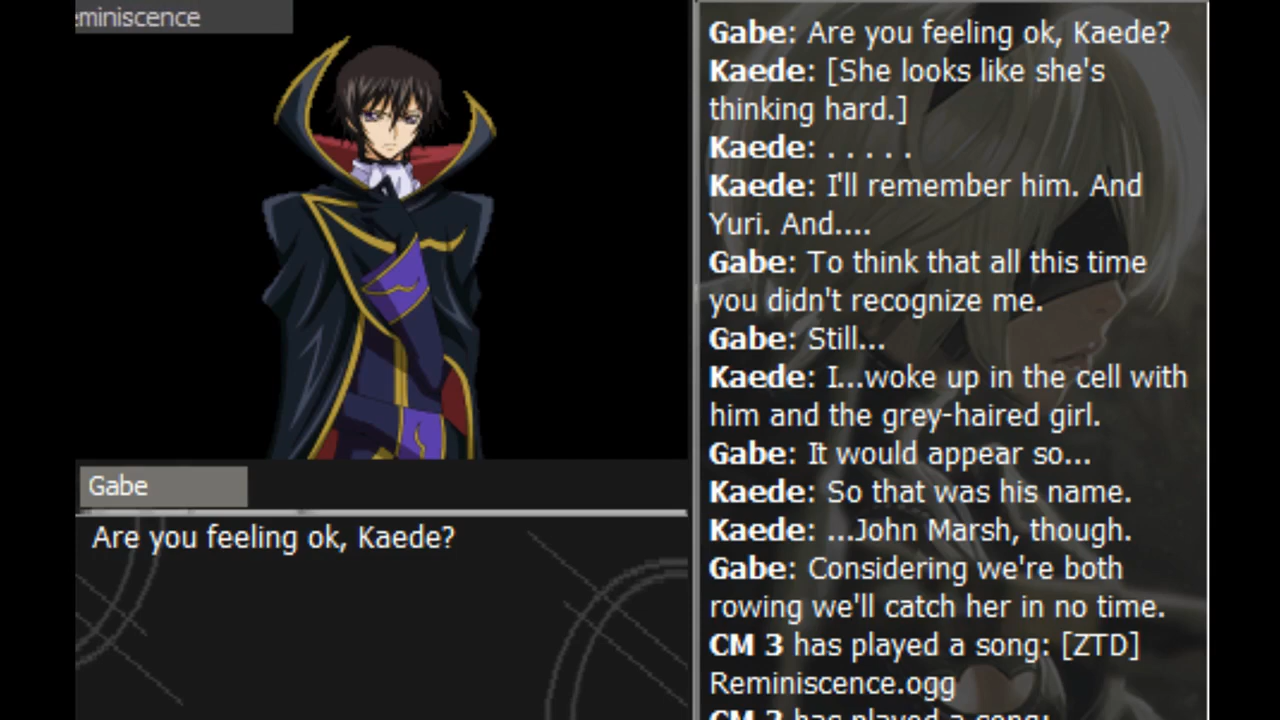 eminiscence
Gabe
Are you feeling ok, Kaede?
Gabe: Are you feeling ok, Kaede?
Kaede: [She looks like she's
thinking hard.]
Kaede: . . . . .
Kaede: I'll remember him. And
Yuri. And....
Gabe: To think that all this time
you didn't recognize me.
Gabe: Still...
Kaede: I...woke up in the cell with
him and the grey-haired girl.
Gabe: It would appear so...
Kaede: So that was his name.
Kaede: ...John Marsh, though.
Gabe: Considering we're both
rowing we'll catch her in no time.
CM 3 has played a song: [ZTD]
Reminiscence.ogg
has played a song: